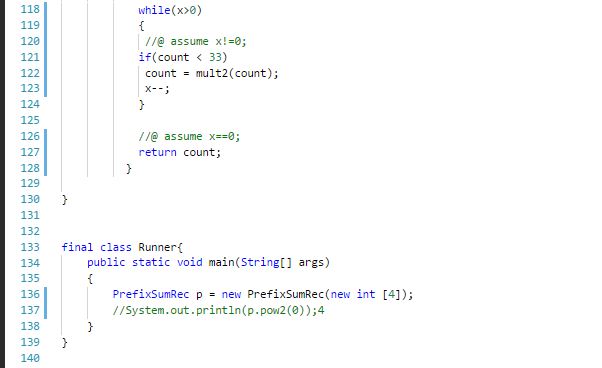 118 while(x>0)
119 {
120 //@ assume x!=0;
121 if(count < 33)
122 count = mult2(count);
123 x--;
124 }
125
126 //@ assume x==0;
127 return count;
128 }
129
130 }
131
132
133 final class Runner{
134 public static void main(String[] args)
135 {
136 PrefixSumRec p = new PrefixSumRec(new int [4]);
137 //System.out.println(p.pow2(0));4
138 }
139 }
140